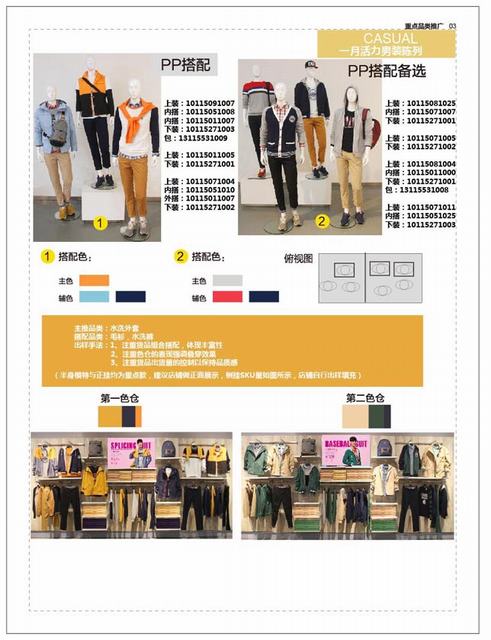 重点品类推广 03
CASUAL
一月活力男装陈列
PP搭配
上装：10115091007
内搭：10115051008
内搭：10115011007
下装：10115271003
包：13115531009
上装：10115011005
下装：10115271001
上装：10115071004
内搭：10115051010
外搭：10115011007
下装：10115271002
1
PP搭配备选
上装：10115081025
内搭：10115071007
下装：10115271001
上装：10115071005
下装：10115271002
上装：10115081004
内搭：10115011000
下装：10115271001
包：13115531008
上装：10115071011
内搭：10115051025
下装：10115271003
2
1 搭配色：
主色
辅色
2 搭配色：
主色
辅色
俯视图
主推品类：水洗外套
搭配品类：毛衫，水洗裤
出样手法：1、注重货品组合搭配，体现丰富性
2、注重色仓的表现强调叠穿效果
3、注重货品出货量的控制以保持品质感
（半身模特与正挂均为重点款，建议店铺做正面展示，侧挂SKU量如图所示，店铺自行出样填充）
第一色仓
第二色仓
SPLICING SUIT
BASEBALL SUIT